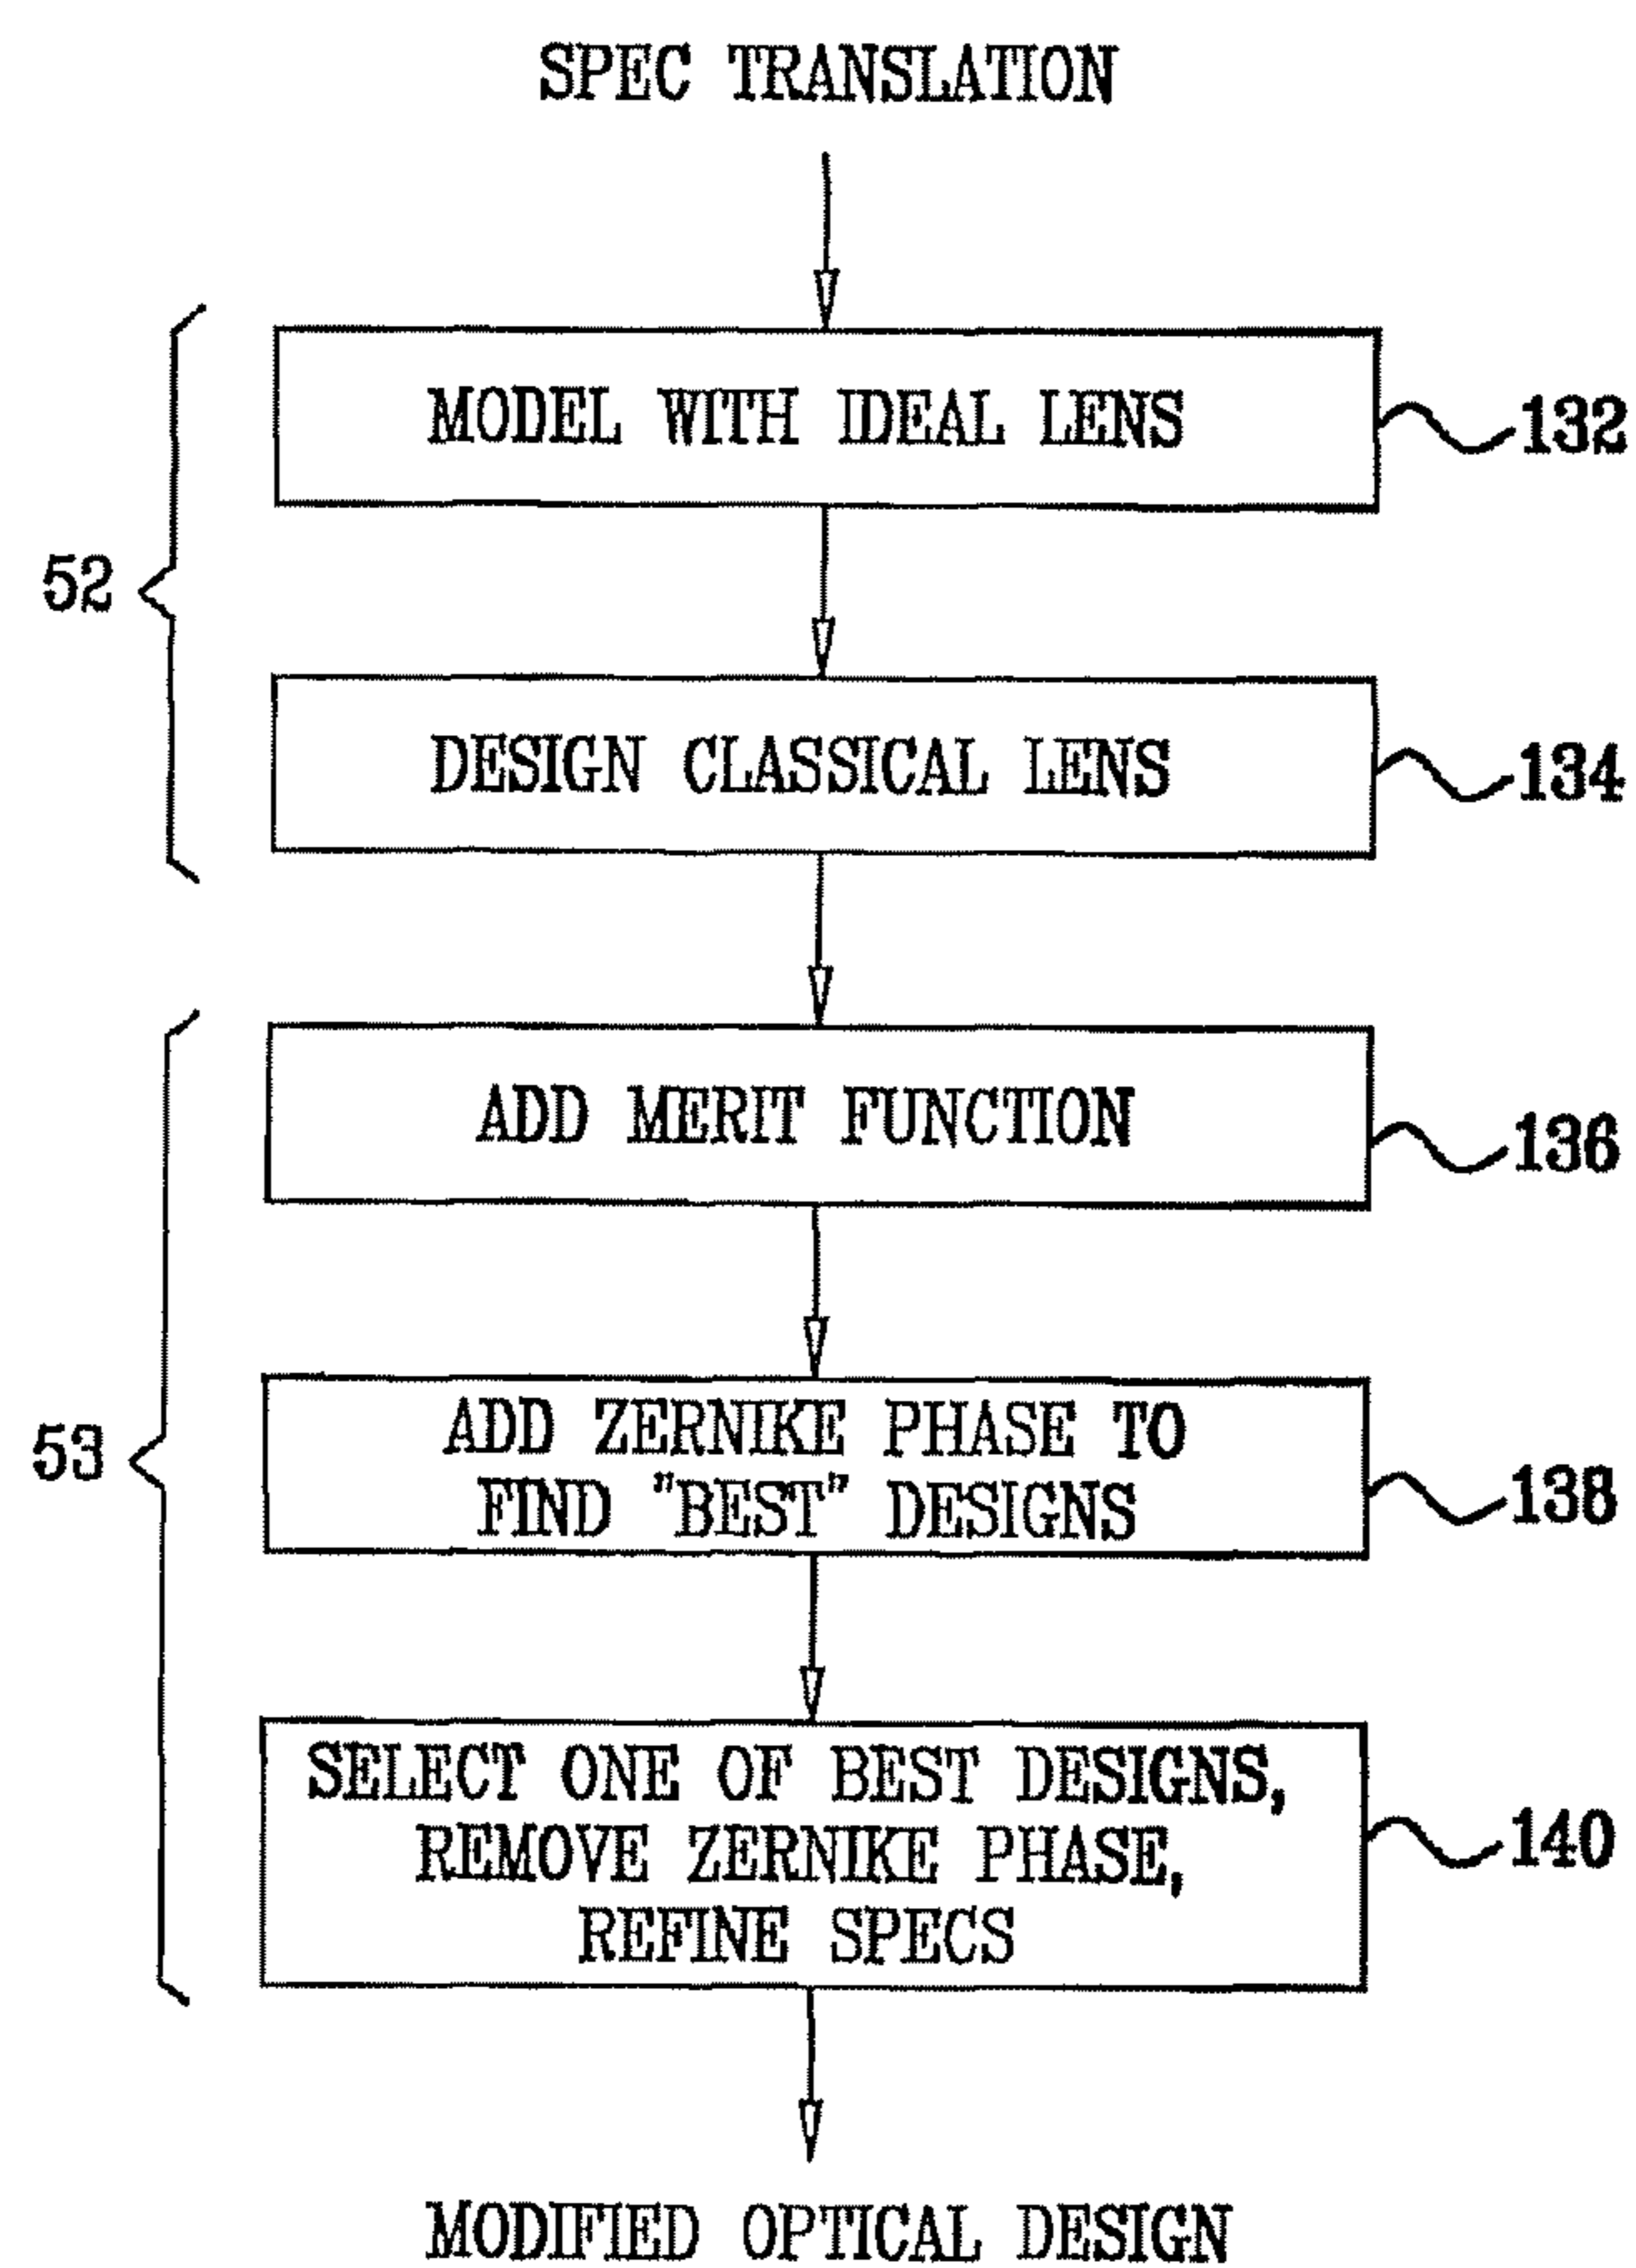 SPEC TRANSLATION
MODEL WITH IDEAL LENS
132
52
DESIGN CLASSICAL LENS
134
ADD MERIT FUNCTION
136
53
ADD ZERNIKE PHASE TO
FIND "BEST" DESIGNS
138
SELECT ONE OF BEST DESIGNS,
REMOVE ZERNIKE PHASE,
REFINE SPECS
140
MODIFIED OPTICAL DESIGN